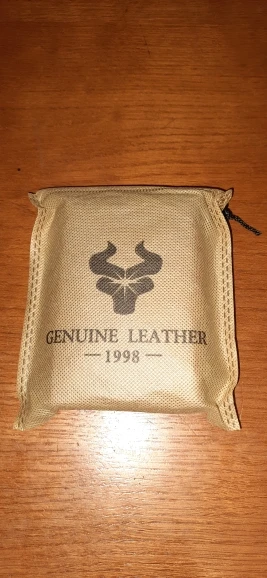 GENUINE LEATHER
— 1998 —